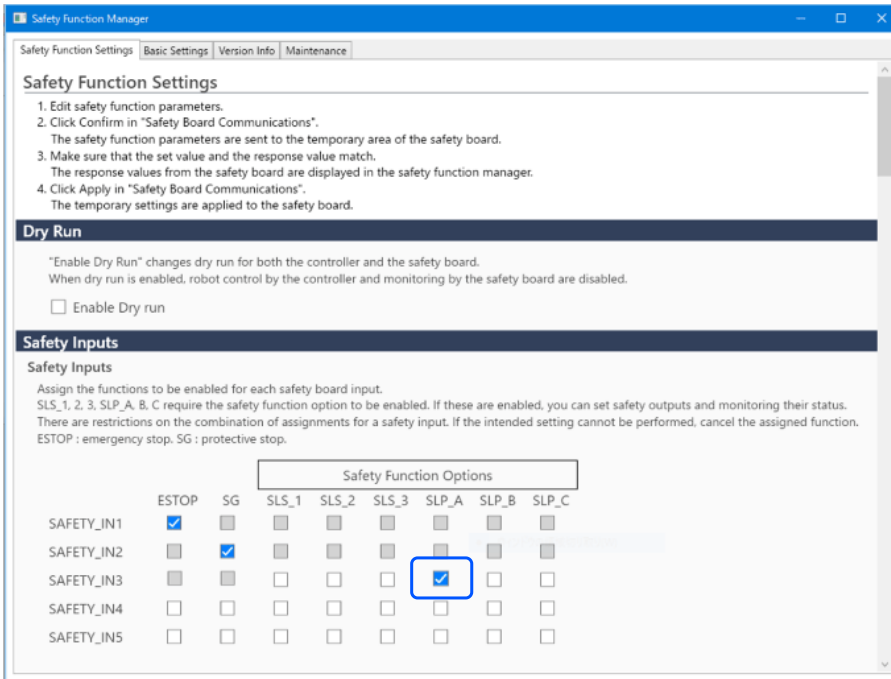 Safety Function Manager
Safety Function Settings Basic Settings Version Info Maintenance
Safety Function Settings
1. Edit safety function parameters.
2. Click Confirm in "Safety Board Communications".
The safety function parameters are sent to the temporary area of the safety board.
3. Make sure that the set value and the response value match.
The response values from the safety board are displayed in the safety function manager.
4. Click Apply in "Safety Board Communications".
The temporary settings are applied to the safety board.
Dry Run
"Enable Dry Run" changes dry run for both the controller and the safety board.
When dry run is enabled, robot control by the controller and monitoring by the safety board are disabled.
Enable Dry run
Safety Inputs
Safety Inputs
Assign the functions to be enabled for each safety board input.
SLS_1, 2, 3, SLP_A, B, C require the safety function option to be enabled. If these are enabled, you can set safety outputs and monitoring their status.
There are restrictions on the combination of assignments for a safety input. If the intended setting cannot be performed, cancel the assigned function.
ESTOP : emergency stop. SG : protective stop.
Safety Function Options
ESTOP SG SLS_1 SLS_2 SLS_3 SLP_A SLP_B SLP_C
SAFETY_IN1
SAFETY_IN2
SAFETY_IN3
SAFETY_IN4
SAFETY_IN5